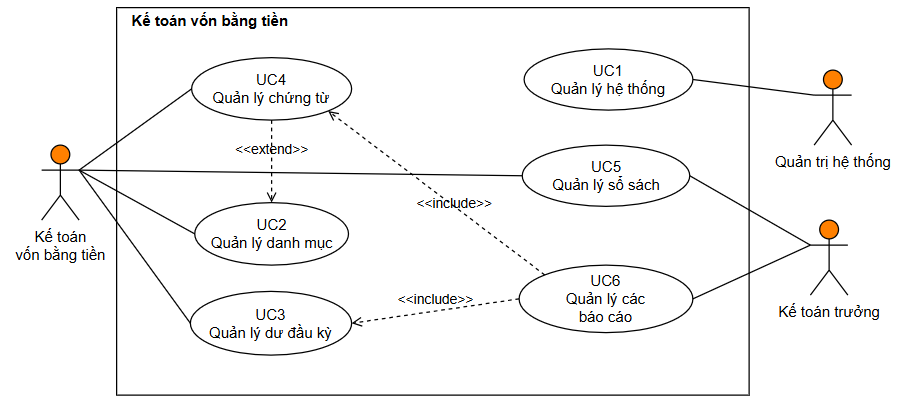 Kế toán vốn bằng tiền
UC4
Quản lý chứng từ
UC1
Quản lý hệ thống
<<extend>>
Quản trị hệ thống
UC5
Quản lý sổ sách
<<include>>
UC2
Quản lý danh mục
Kế toán
vốn bằng tiền
UC6
Quản lý các
báo cáo
<<include>>
UC3
Quản lý dư đầu kỳ
Kế toán trưởng